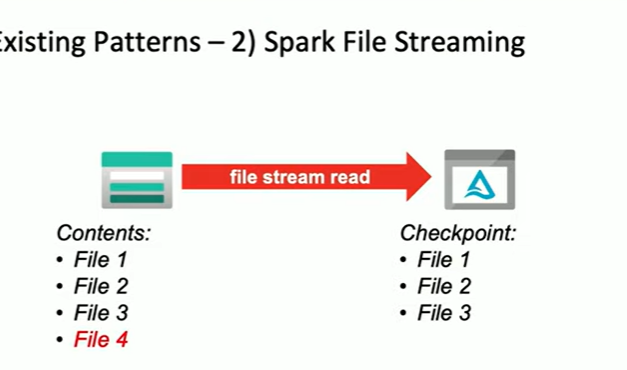 Existing Patterns – 2) Spark File Streaming
file stream read
Contents:
• File 1
• File 2
• File 3
• File 4
Checkpoint:
• File 1
• File 2
• File 3